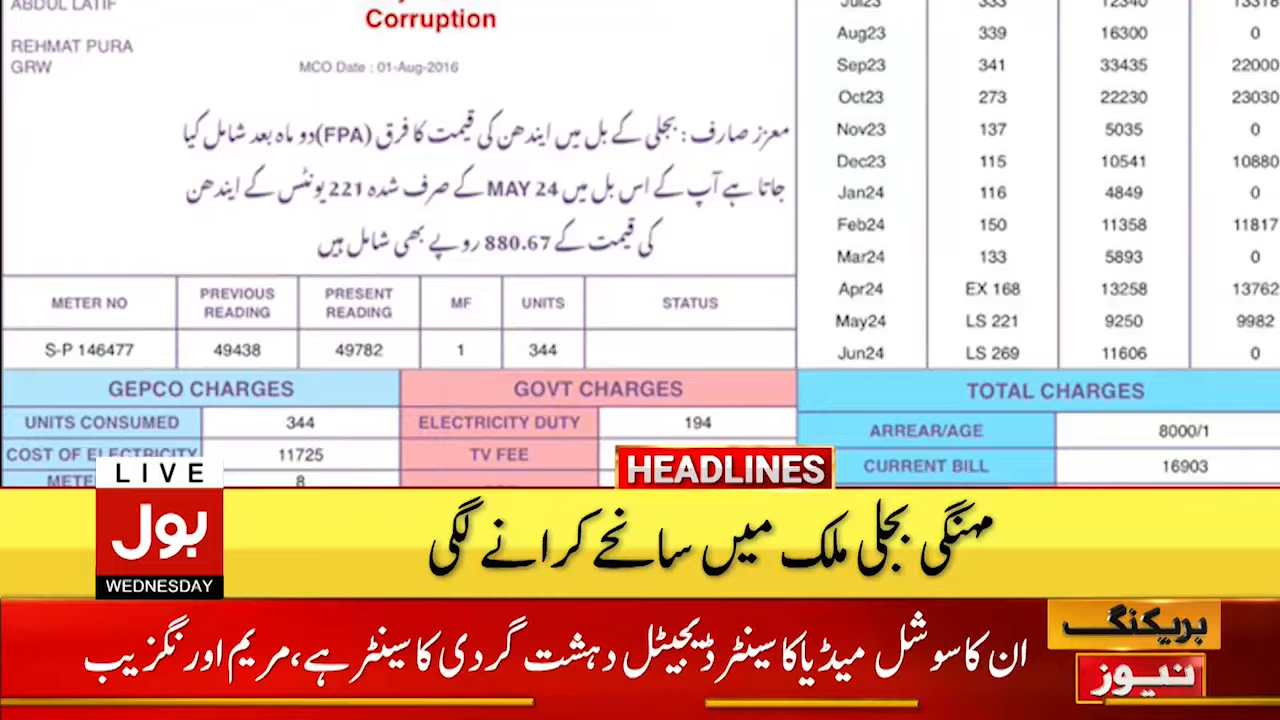 ABDUL LATIF
Corruption
REHMAT PURA
GRW
MCO Date : 01-Aug-2016
معزز صارف : بجلی کے بل میں ایندھن کی قیمت کا فرق (FPA) دو ماہ بعد شامل کیا
جاتا ہے آپ کے اس بل میں MAY 24 کے صرف شدہ 221 یونٹس کے ایندھن
کی قیمت کے 880.67 روپے بھی شامل ہیں
Jul23 333 12340 13318
Aug23 339 16300 0
Sep23 341 33435 22000
Oct23 273 22230 23030
Nov23 137 5035 0
Dec23 115 10541 10880
Jan24 116 4849 0
Feb24 150 11358 11817
Mar24 133 5893 0
Apr24 EX 168 13258 13762
May24 LS 221 9250 9982
Jun24 LS 269 11606 0
METER NO PREVIOUS READING PRESENT READING MF UNITS STATUS
S-P 146477 49438 49782 1 344
GEPCO CHARGES GOVT CHARGES TOTAL CHARGES
UNITS CONSUMED 344 ELECTRICITY DUTY 194 ARREAR/AGE 8000/1
COST OF ELECTRICITY 11725 TV FEE CURRENT BILL 16903
8
HEADLINES
LIVE
بول
WEDNESDAY
مہنگی بجلی ملک میں سانحے کرانے لگی
بریکنگ
نیوز
ان کا سوشل میڈیا کا سینٹر ڈیجیٹل دہشت گردی کا سینٹر ہے، مریم اورنگزیب